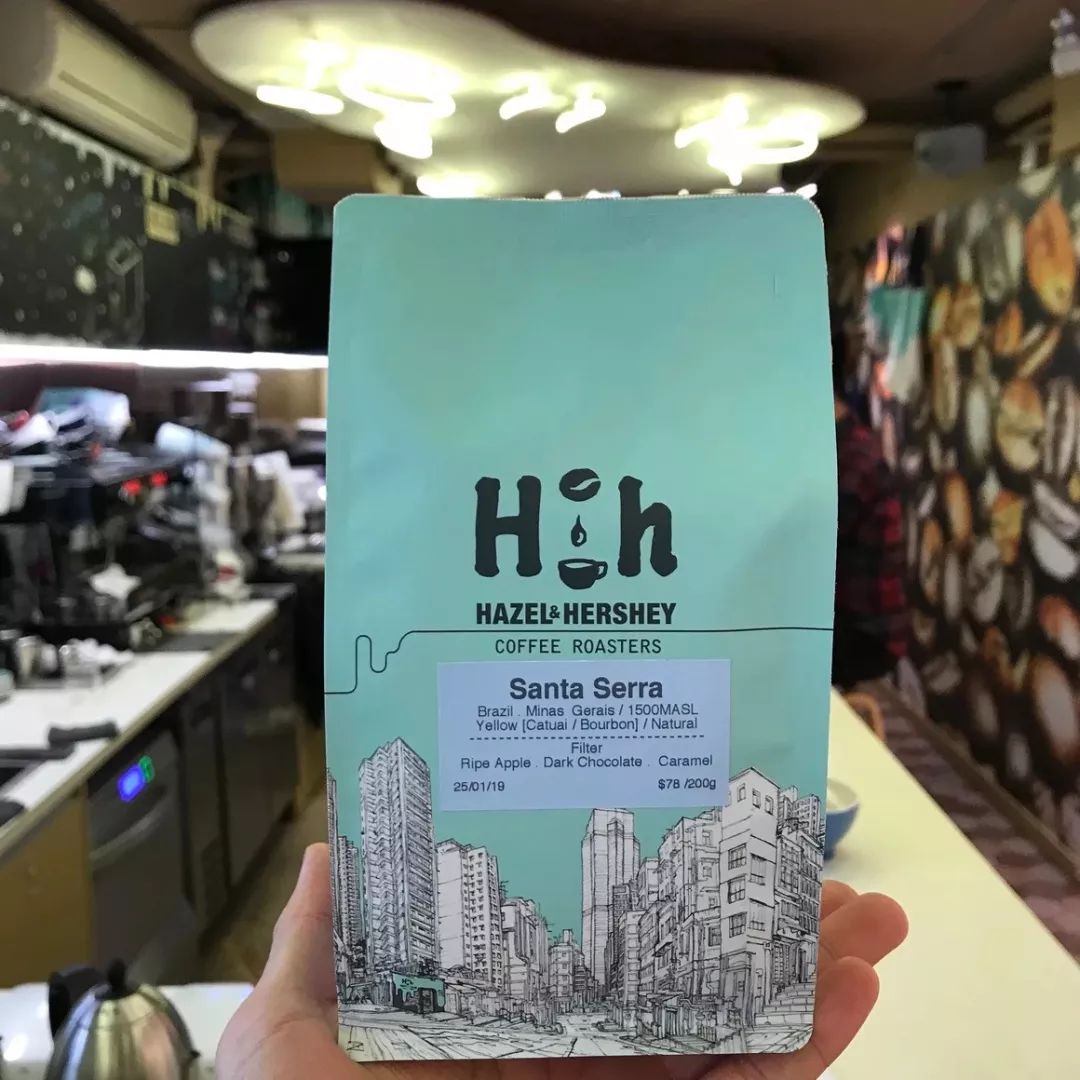 H h
HAZEL&HERSHEY
COFFEE ROASTERS
Santa Serra
Brazil . Minas Gerais / 1500MASL
Yellow [Catuai / Bourbon] / Natural
Filter
Ripe Apple . Dark Chocolate . Caramel
25/01/19 $78 /200g
Hh